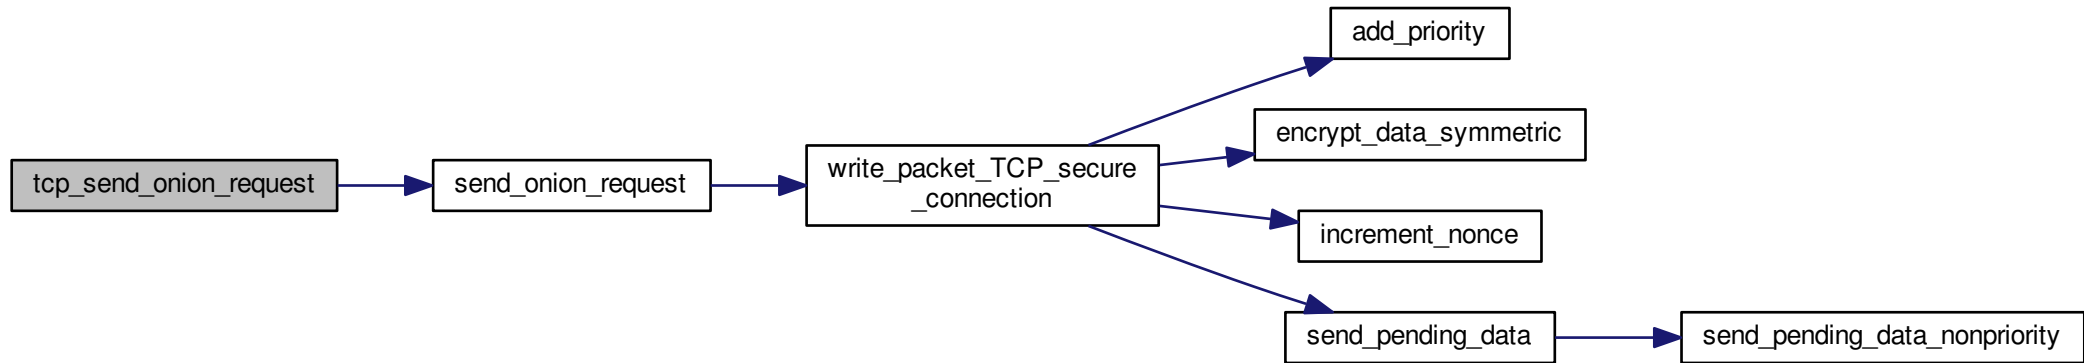 add_priority
encrypt_data_symmetric
tcp_send_onion_request
send_onion_request
write_packet_TCP_secure
_connection
increment_nonce
send_pending_data
send_pending_data_nonpriority